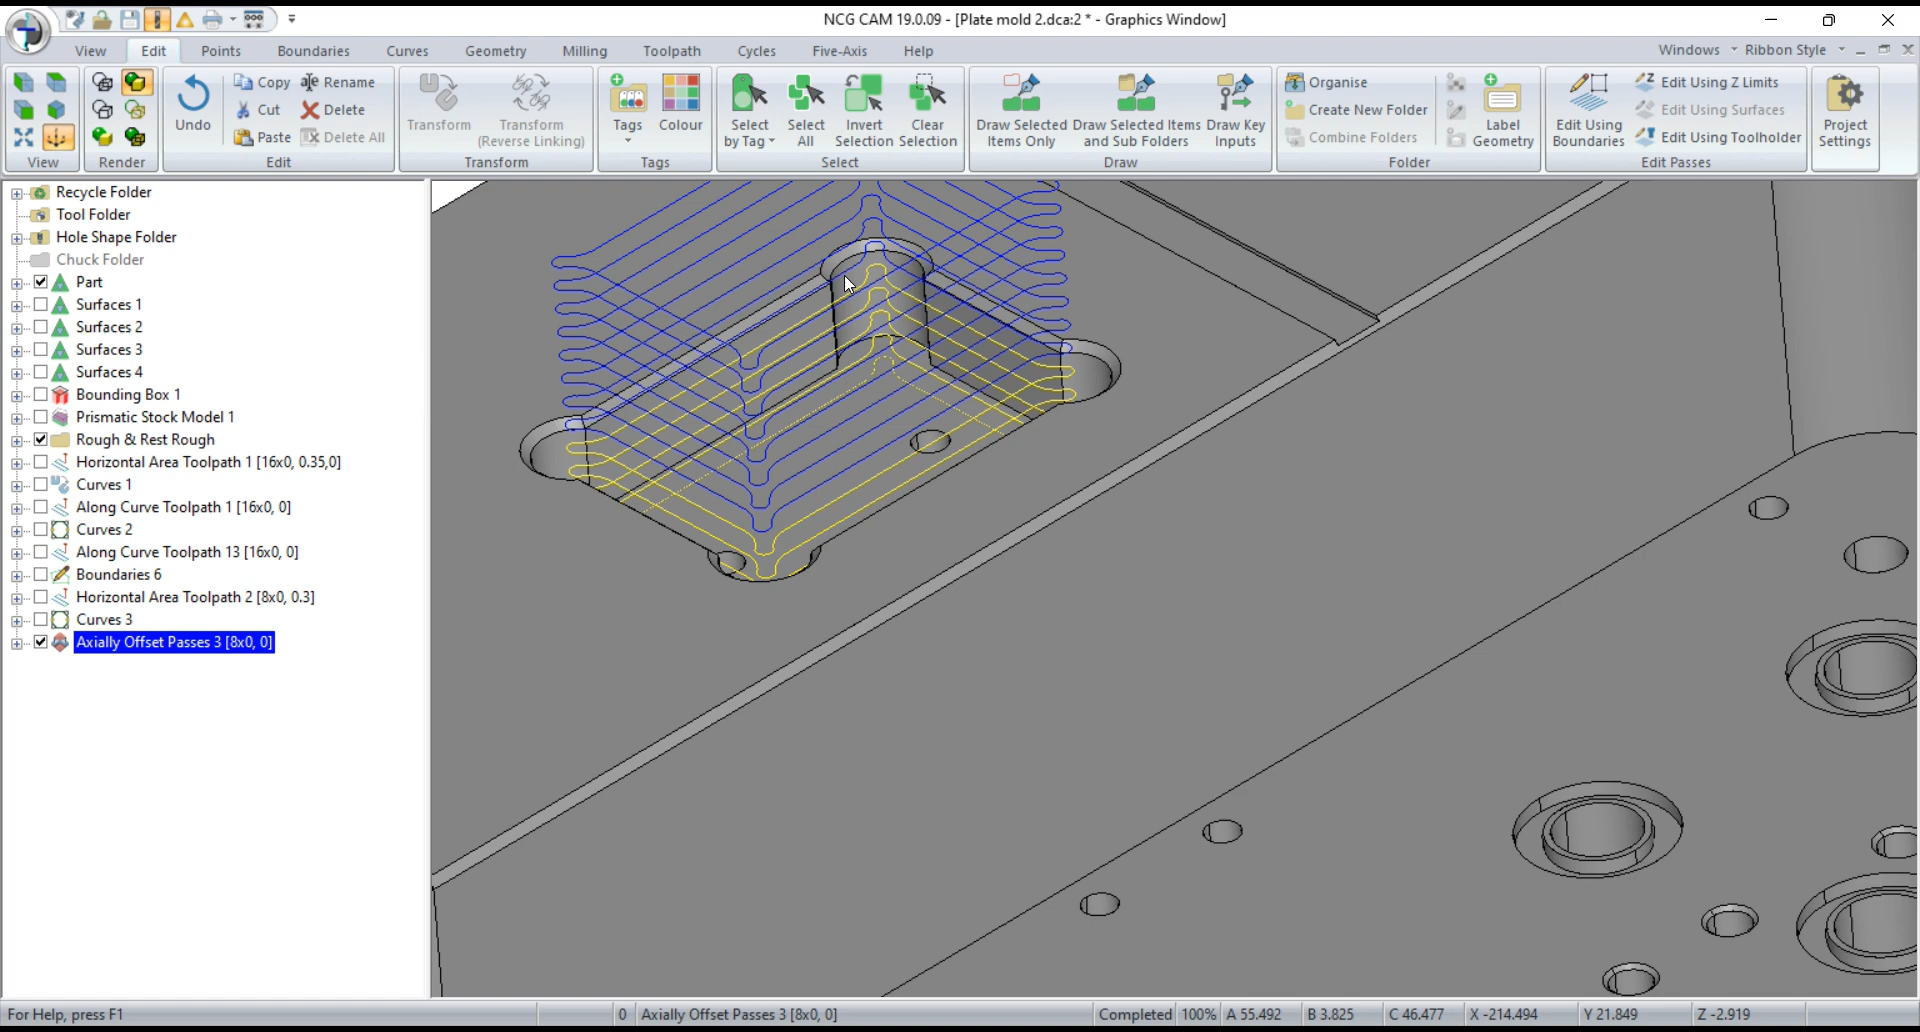 NCG CAM 19.0.09 - [Plate mold 2.dca:2 * - Graphics Window]
View Edit Points Boundaries Curves Geometry Milling Toolpath Cycles Five-Axis Help Windows Ribbon Style
Undo Copy Cut Paste Rename Delete Delete All
Transform Transform (Reverse Linking)
Tags Colour
Select by Tag Select All Invert Selection Clear Selection
Draw Selected Items Only Draw Selected Items and Sub Folders Draw Key Inputs
Organise Create New Folder Combine Folders Label Geometry
Edit Using Boundaries Edit Using Z Limits Edit Using Surfaces Edit Using Toolholder
Project Settings
View Render Edit Transform Tags Select Draw Folder Edit Passes
Recycle Folder
Tool Folder
Hole Shape Folder
Chuck Folder
Part
Surfaces 1
Surfaces 2
Surfaces 3
Surfaces 4
Bounding Box 1
Prismatic Stock Model 1
Rough & Rest Rough
Horizontal Area Toolpath 1 [16x0, 0.35,0]
Curves 1
Along Curve Toolpath 1 [16x0, 0]
Curves 2
Along Curve Toolpath 13 [16x0, 0]
Boundaries 6
Horizontal Area Toolpath 2 [8x0, 0.3]
Curves 3
Axially Offset Passes 3 [8x0, 0]
For Help, press F1 0 Axially Offset Passes 3 [8x0, 0] Completed 100% A 55.492 B 3.825 C 46.477 X -214.494 Y 21.849 Z -2.919